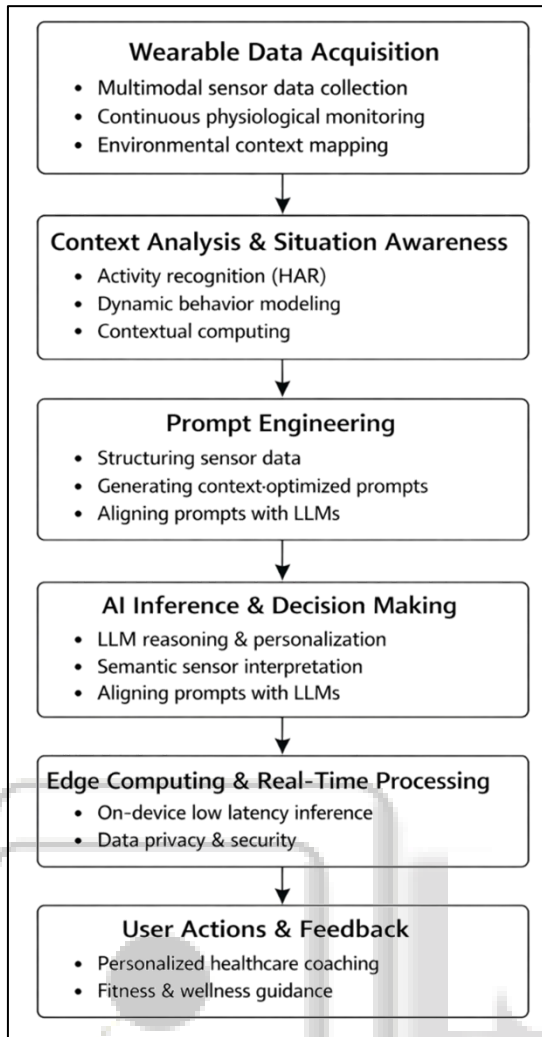 Wearable Data Acquisition
• Multimodal sensor data collection
• Continuous physiological monitoring
• Environmental context mapping
Context Analysis & Situation Awareness
• Activity recognition (HAR)
• Dynamic behavior modeling
• Contextual computing
Prompt Engineering
• Structuring sensor data
• Generating context-optimized prompts
• Aligning prompts with LLMs
AI Inference & Decision Making
• LLM reasoning & personalization
• Semantic sensor interpretation
• Aligning prompts with LLMs
Edge Computing & Real-Time Processing
• On-device low latency inference
• Data privacy & security
User Actions & Feedback
• Personalized healthcare coaching
• Fitness & wellness guidance